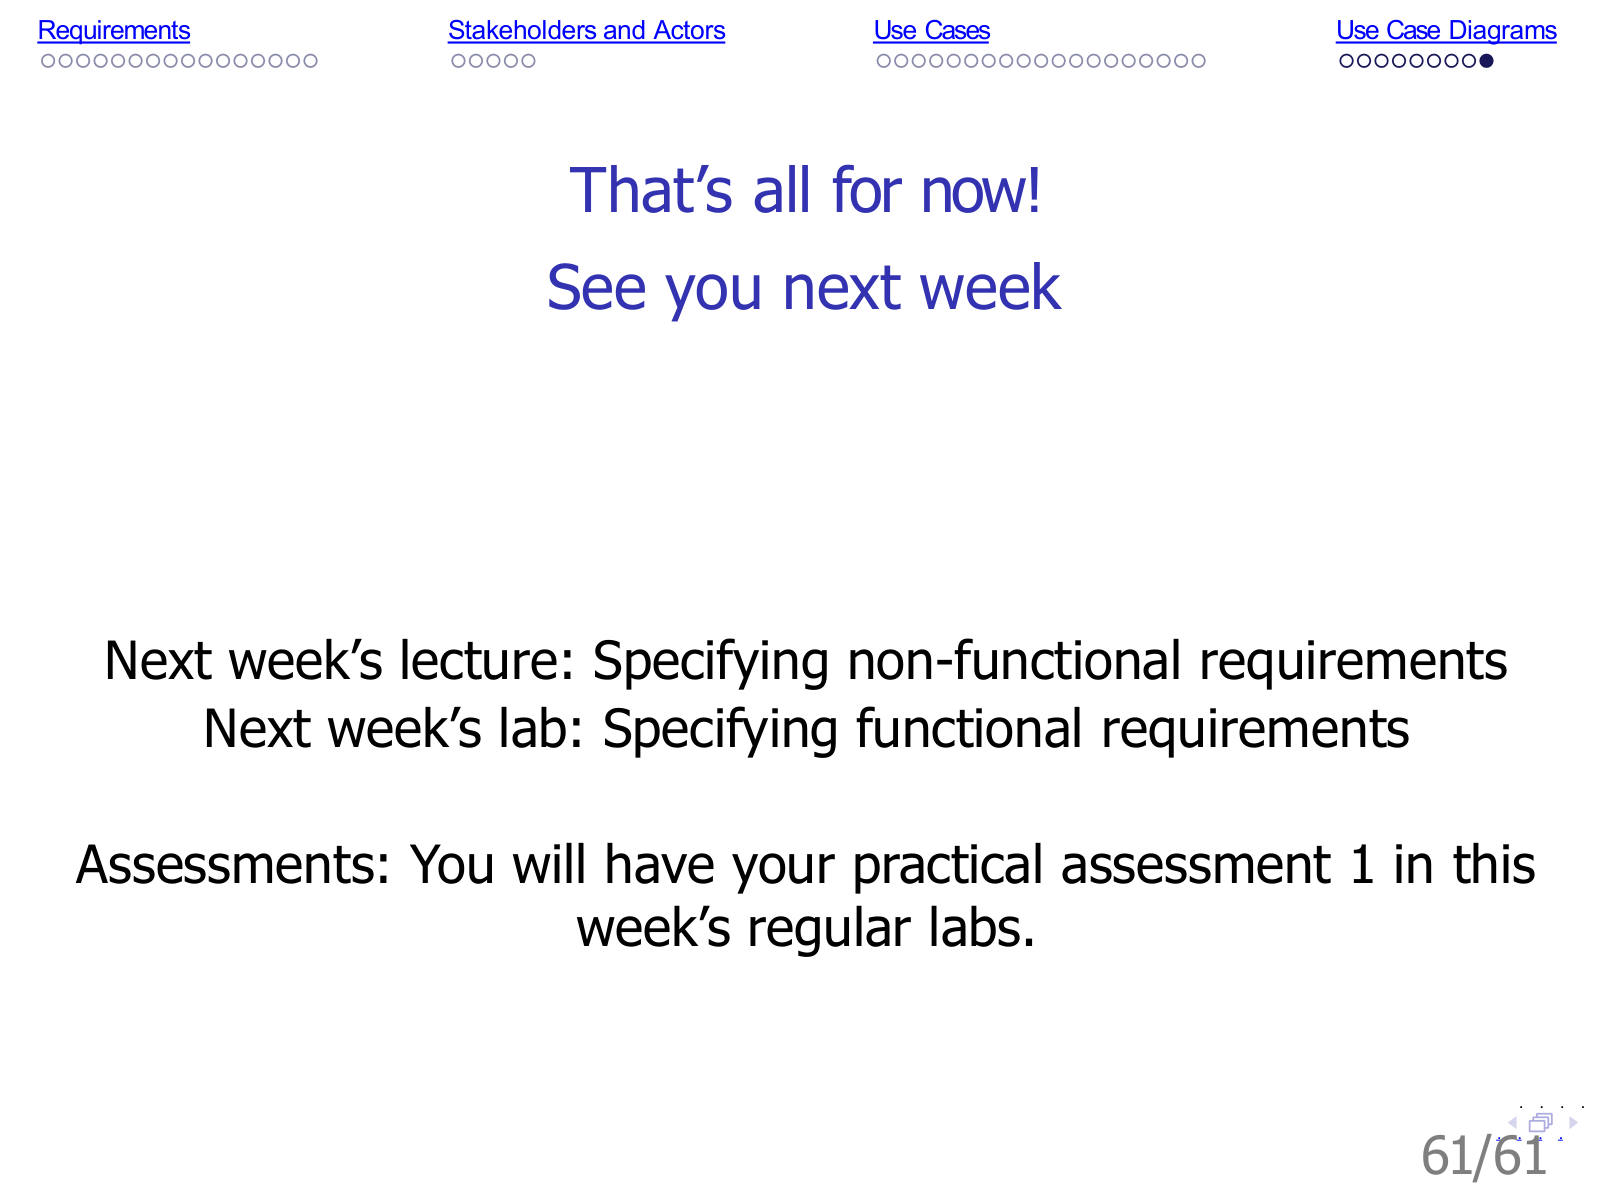 Requirements
Stakeholders and Actors
Use Cases
Use Case Diagrams
That’s all for now!
See you next week
Next week’s lecture: Specifying non-functional requirements
Next week’s lab: Specifying functional requirements
Assessments: You will have your practical assessment 1 in this
week’s regular labs.
61/61